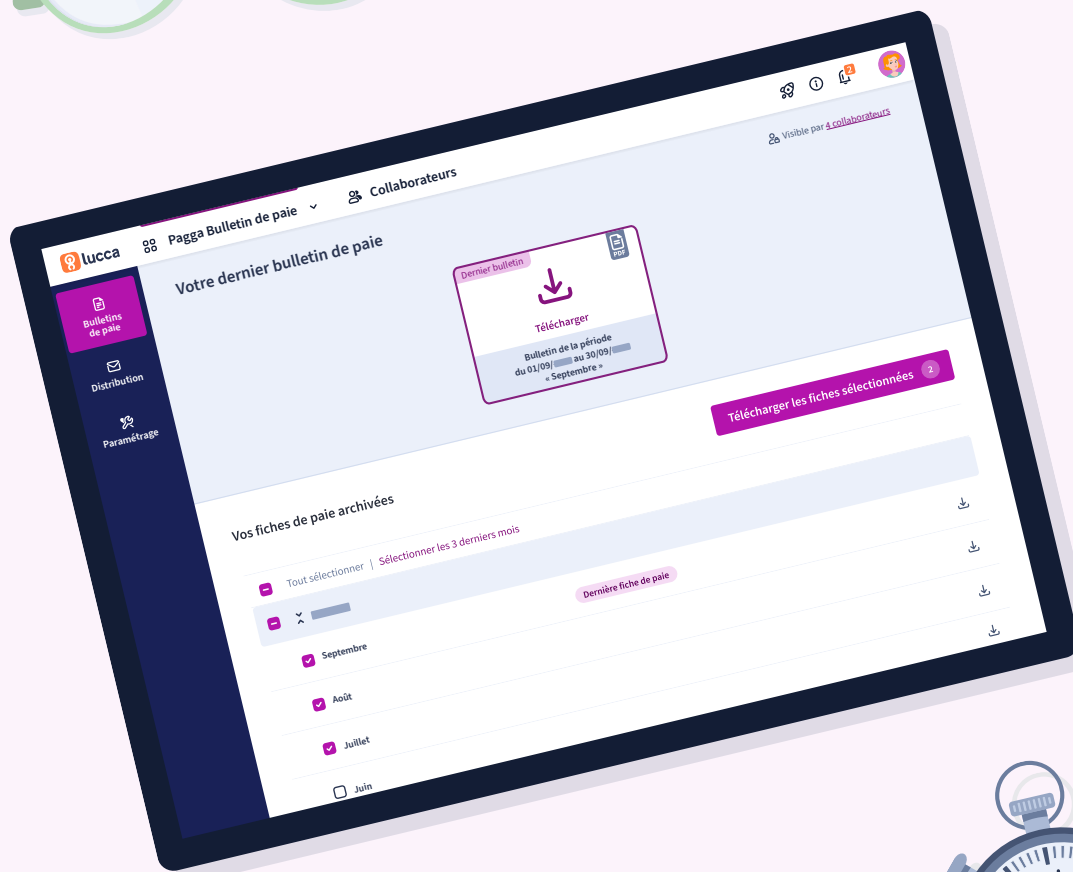 2
Visible par 4 collaborateurs
lucca
Pagga Bulletin de paie
Collaborateurs
Votre dernier bulletin de paie
Bulletins
de paie
Distribution
Paramétrage
Dernier bulletin
PDF
Télécharger
Bulletin de la période
du 01/09/ au 30/09/
« Septembre »
Télécharger les fiches sélectionnées 2
Vos fiches de paie archivées
Tout sélectionner | Sélectionner les 3 derniers mois
Septembre
Dernière fiche de paie
Août
Juillet
Juin